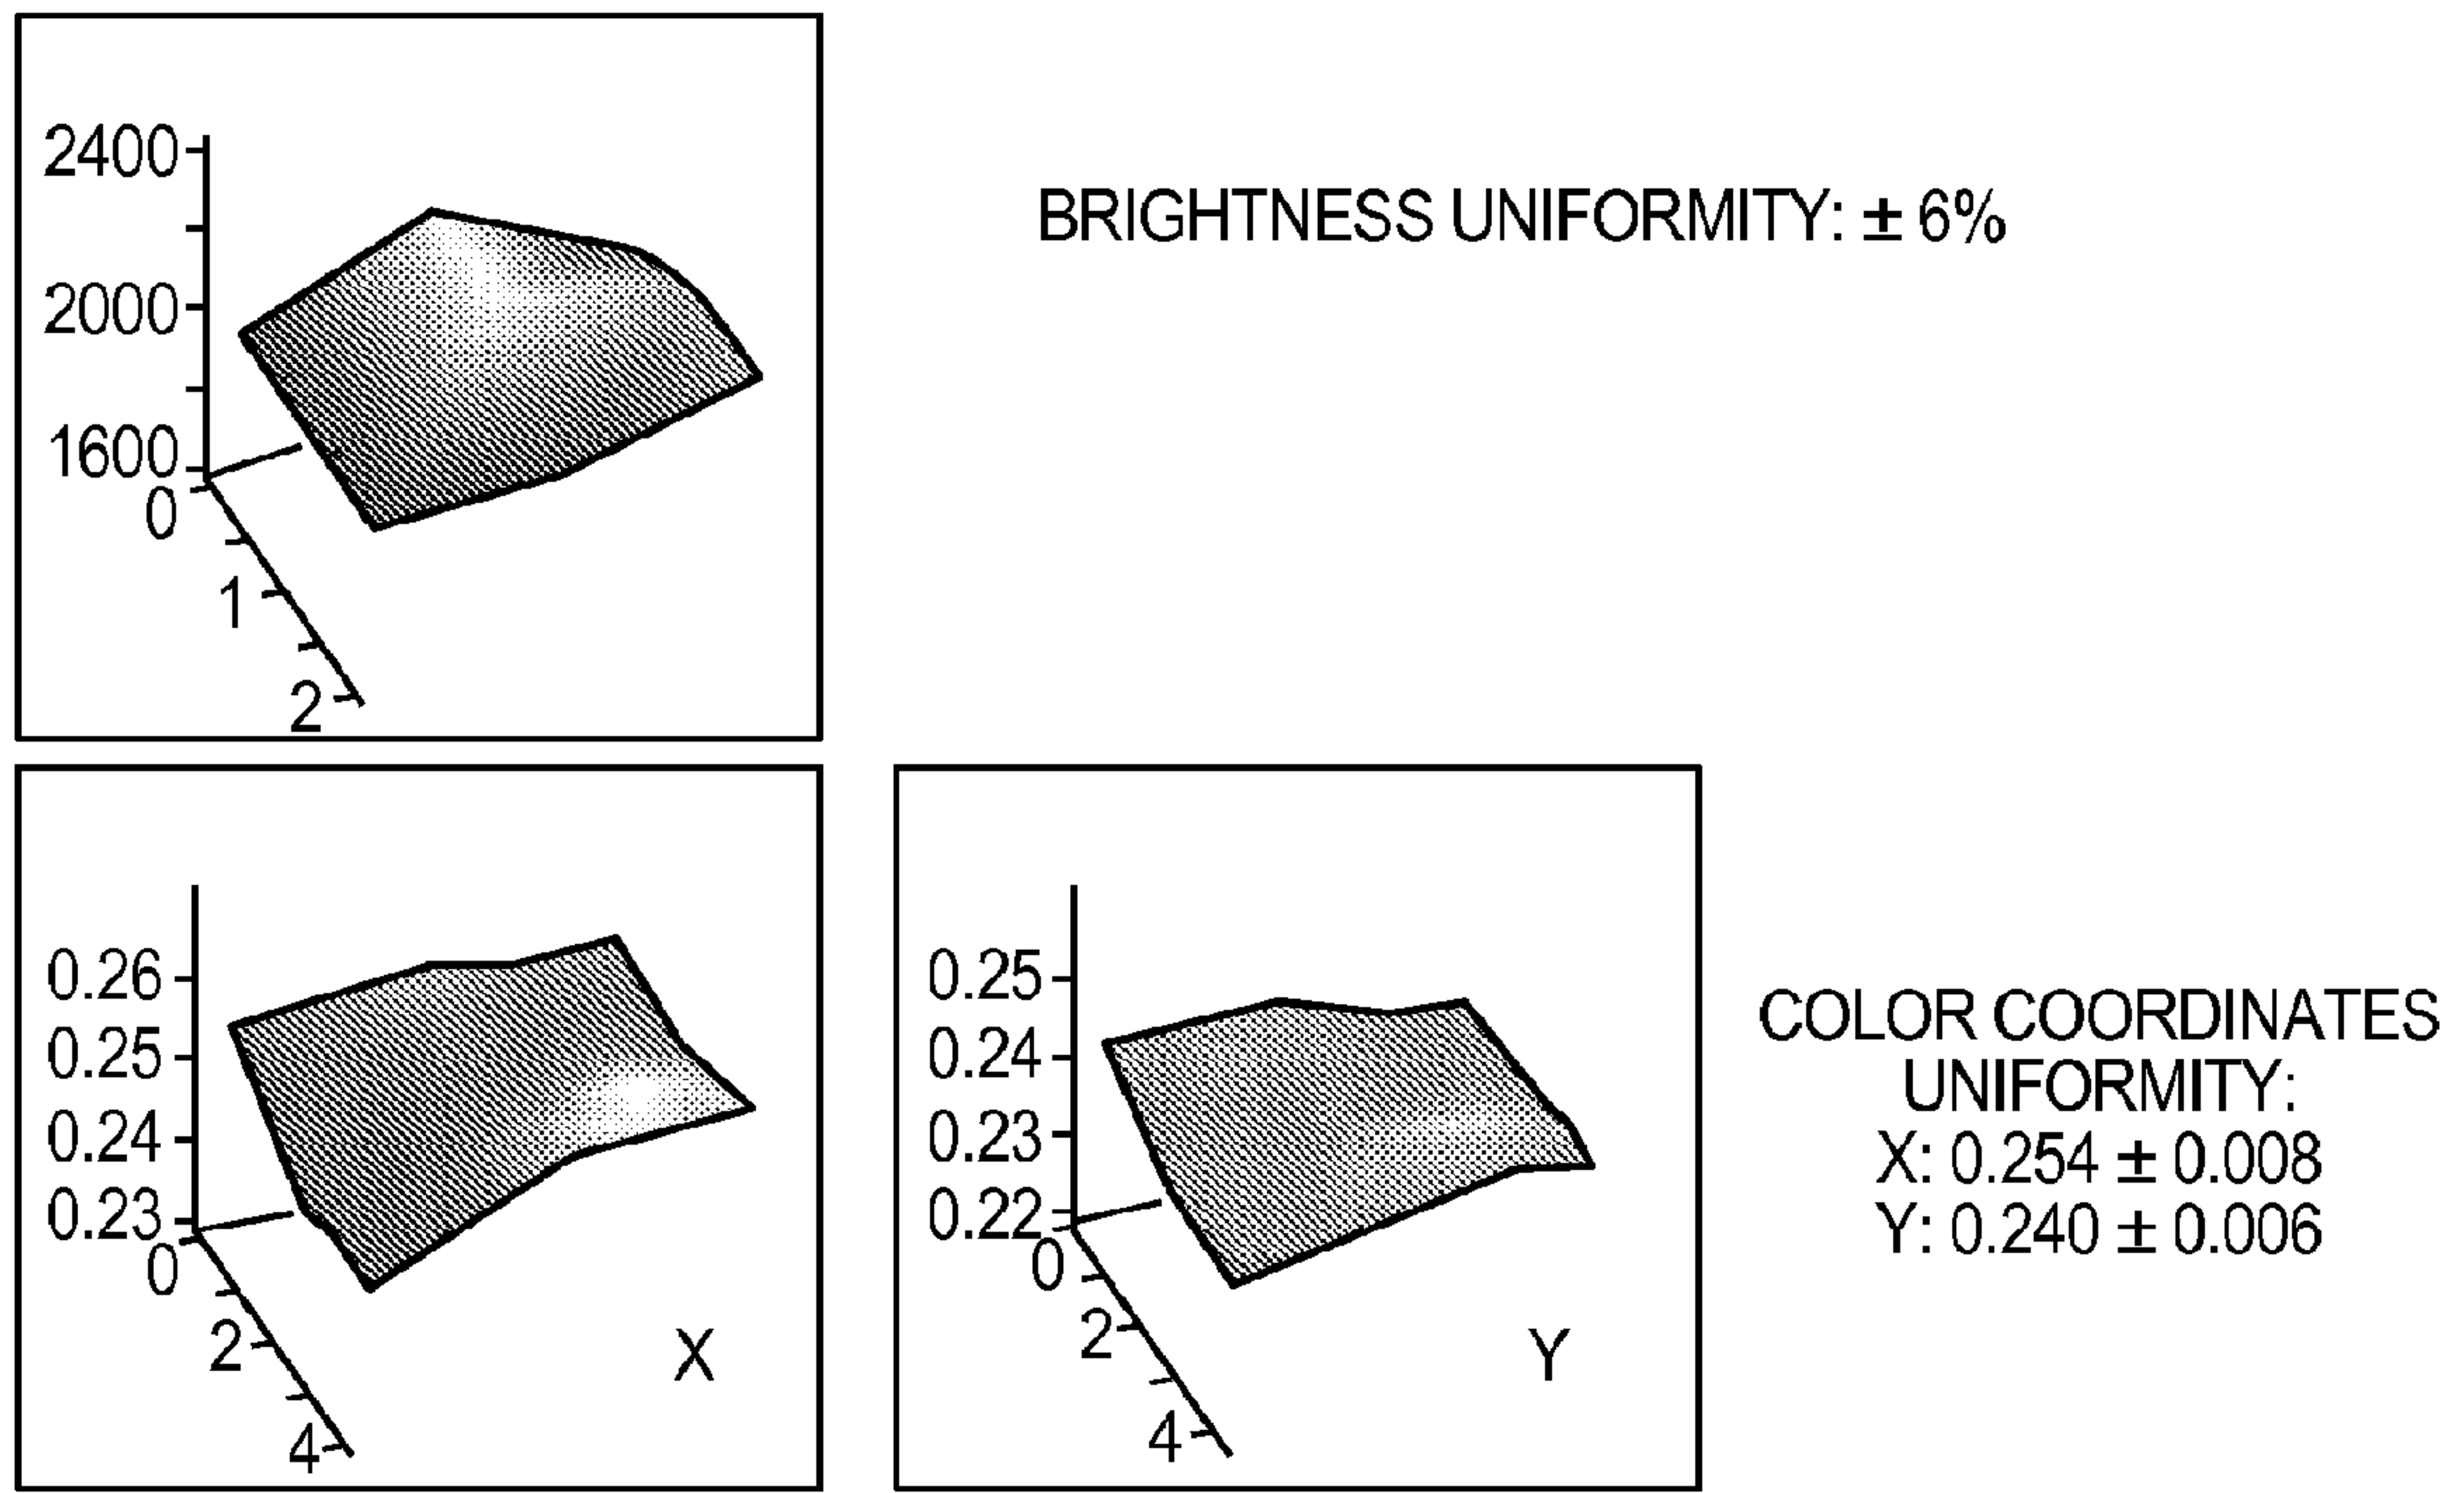 2400
2000
1600
0
1
2
BRIGHTNESS UNIFORMITY: ± 6%
0.26
0.25
0.24
0.23
0
2
4
X
0.25
0.24
0.23
0.22
0
2
4
Y
COLOR COORDINATES
UNIFORMITY:
X: 0.254 ± 0.008
Y: 0.240 ± 0.006